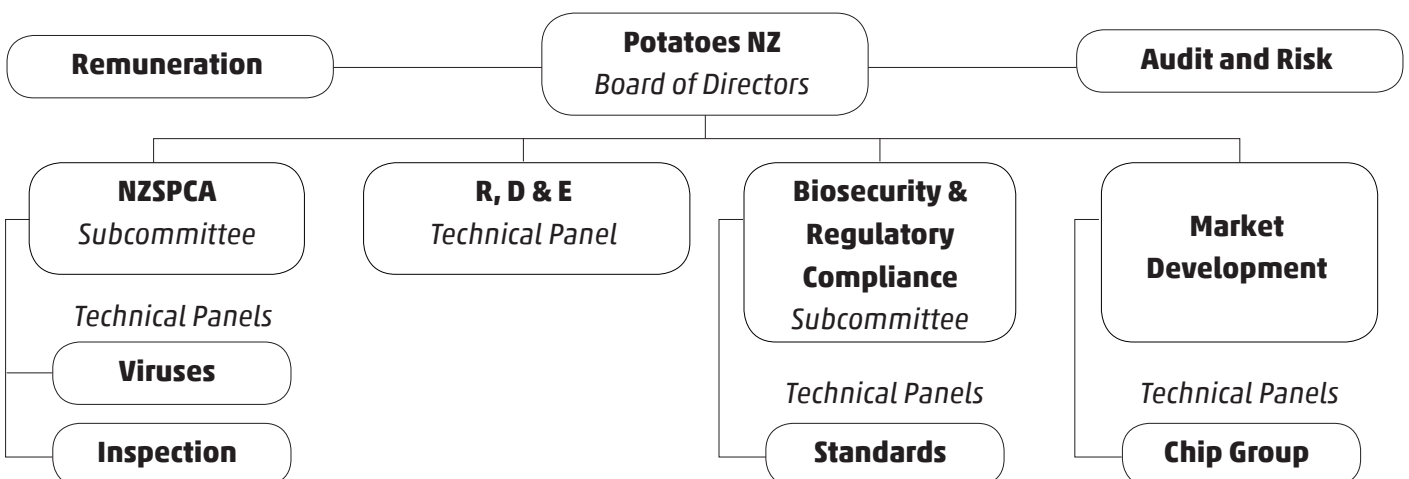 Remuneration
Potatoes NZ
Board of Directors
Audit and Risk
NZSPCA
Subcommittee
R, D & E
Technical Panel
Biosecurity &
Regulatory
Compliance
Subcommittee
Market
Development
Technical Panels
Viruses
Inspection
Technical Panels
Standards
Technical Panels
Chip Group